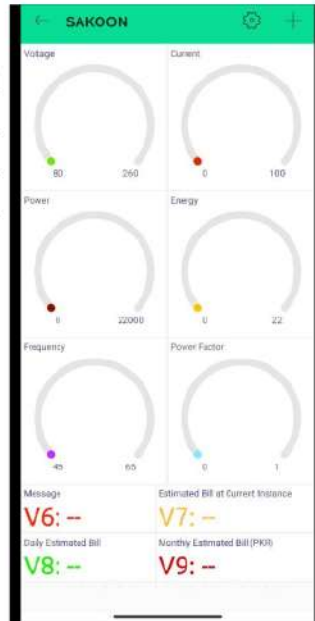 SAKOON
Votage Current
80 260 0 100
Power Energy
0 22000 0 22
Frequency Power Factor
45 65 0 1
Message Estimated Bill at Current Instance
V6: -- V7: --
Daily Estimated Bill Monthly Estimated Bill (PKR)
V8: -- V9: --